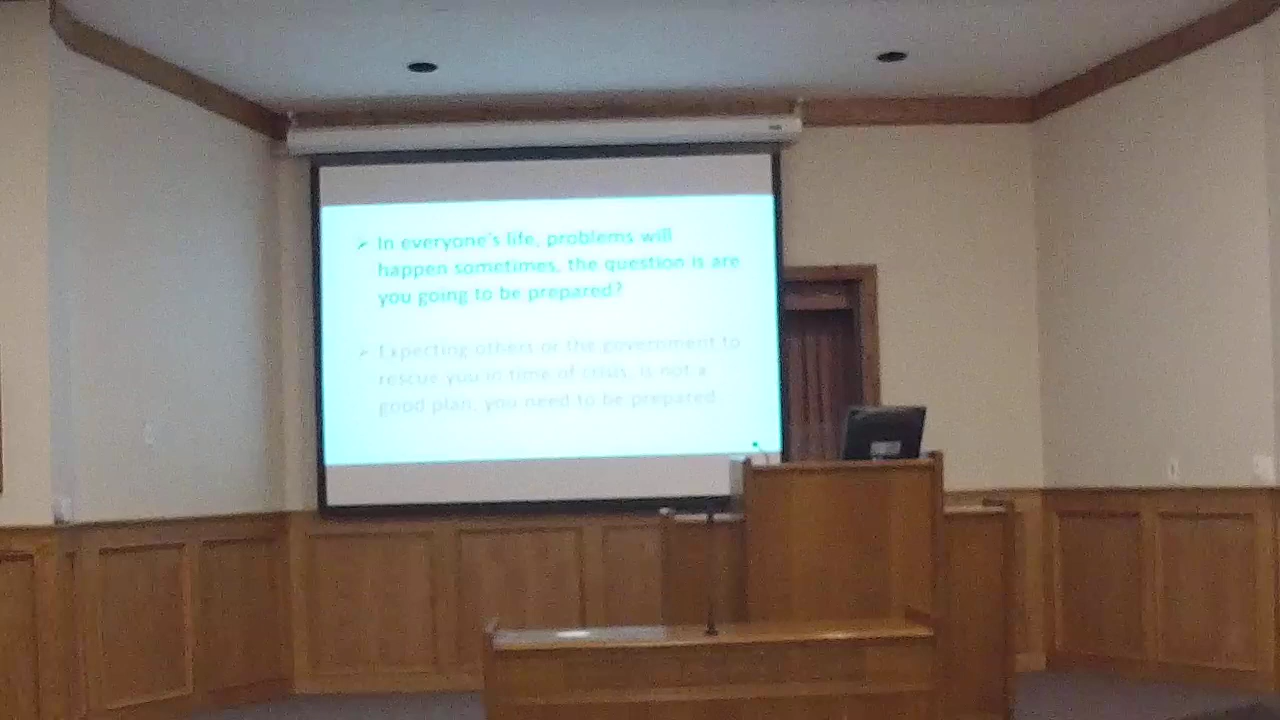 ➢ In everyone's life, problems will
happen sometimes, the question is are
you going to be prepared?
➢ Expecting others or the government to
rescue you in time of crisis, is not a
good plan, you need to be prepared